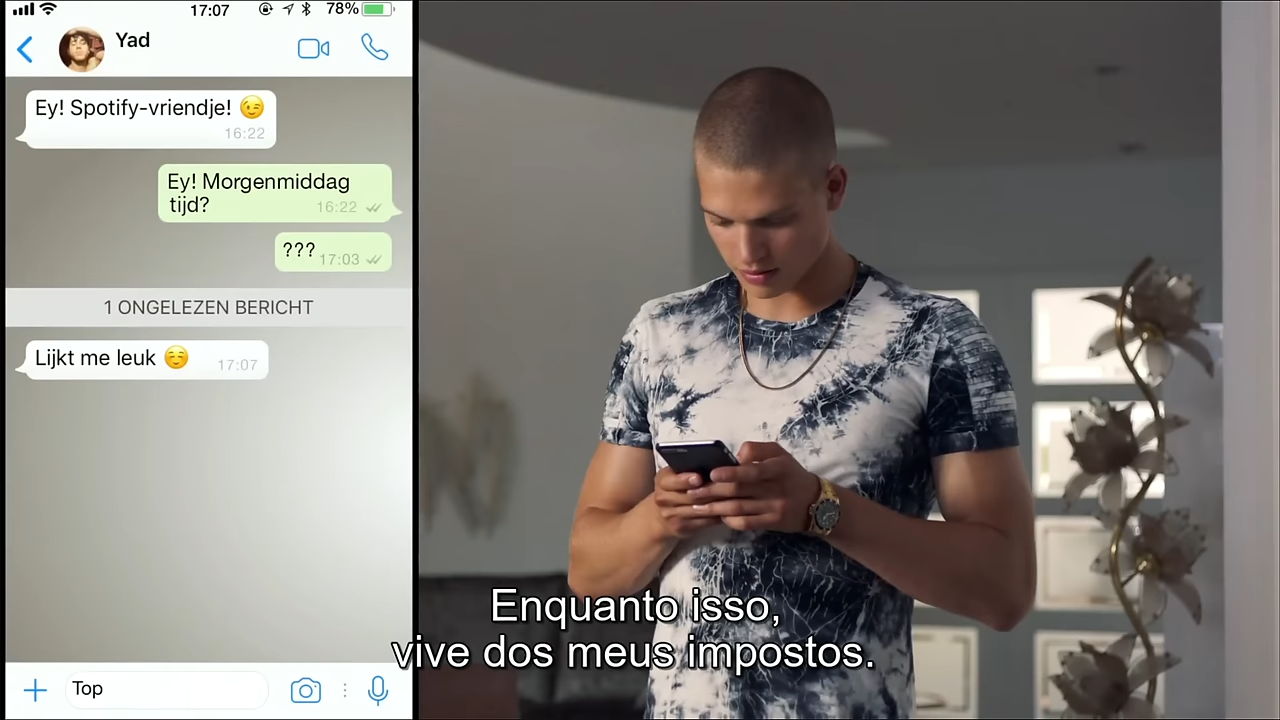 17:07
78%
Yad
Ey! Spotify-vriendje! 😉
16:22
Ey! Morgenmiddag
tijd?
16:22
???
17:03
1 ONGELEZEN BERICHT
Lijkt me leuk ☺️
17:07
Enquanto isso,
vive dos meus impostos.
Top